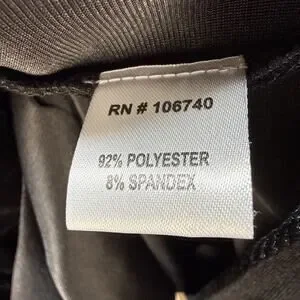 RN # 106740
92% POLYESTER
8% SPANDEX